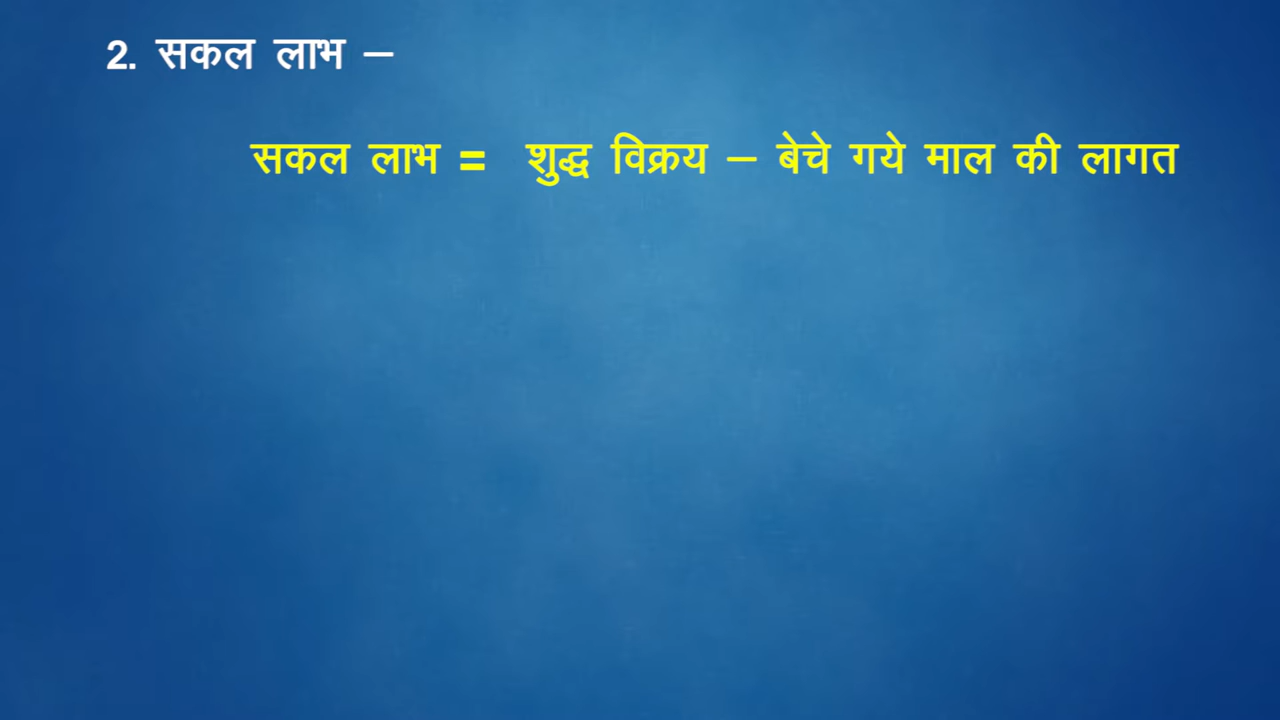 2. सकल लाभ –
सकल लाभ = शुद्ध विक्रय – बेचे गये माल की लागत